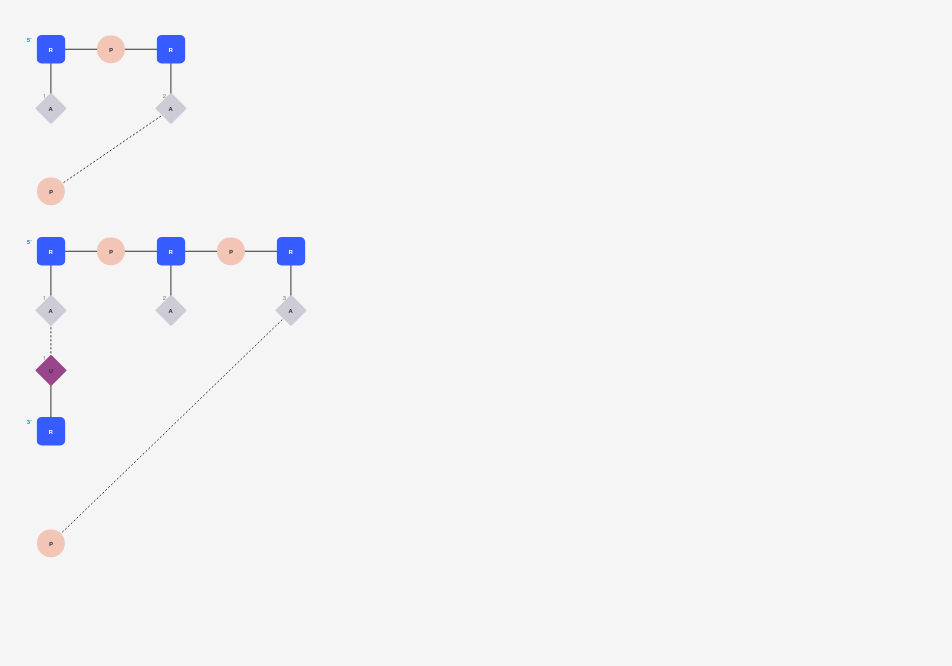 5' R P R
1 2
A A
P
5' R P R P R
1 2 3
A A A
1
U
3' R
P